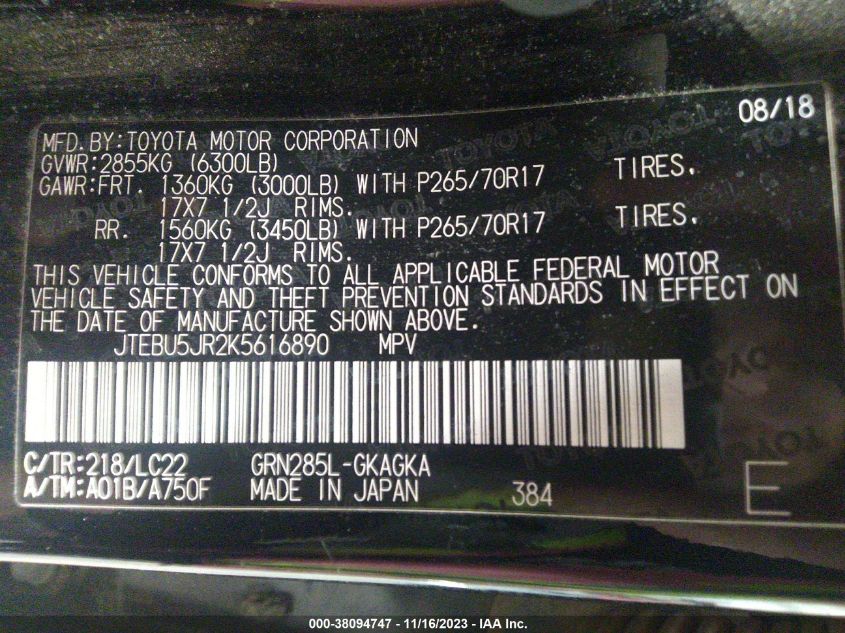 08/18
MFD.BY:TOYOTA MOTOR CORPORATION
GVWR:2855KG (6300LB)
GAWR:FRT. 1360KG (3000LB) WITH P265/70R17 TIRES.
17X7 1/2J RIMS.
RR. 1560KG (3450LB) WITH P265/70R17 TIRES.
17X7 1/2J RIMS.
THIS VEHICLE CONFORMS TO ALL APPLICABLE FEDERAL MOTOR
VEHICLE SAFETY AND THEFT PREVENTION STANDARDS IN EFFECT ON
THE DATE OF MANUFACTURE SHOWN ABOVE.
JTEBU5JR2K5616890 MPV
C/TR:218/LC22 GRN285L-GKAGKA
A/TM:A01B/A750F MADE IN JAPAN 384 E
000-38094747 - 11/16/2023 - IAA Inc.